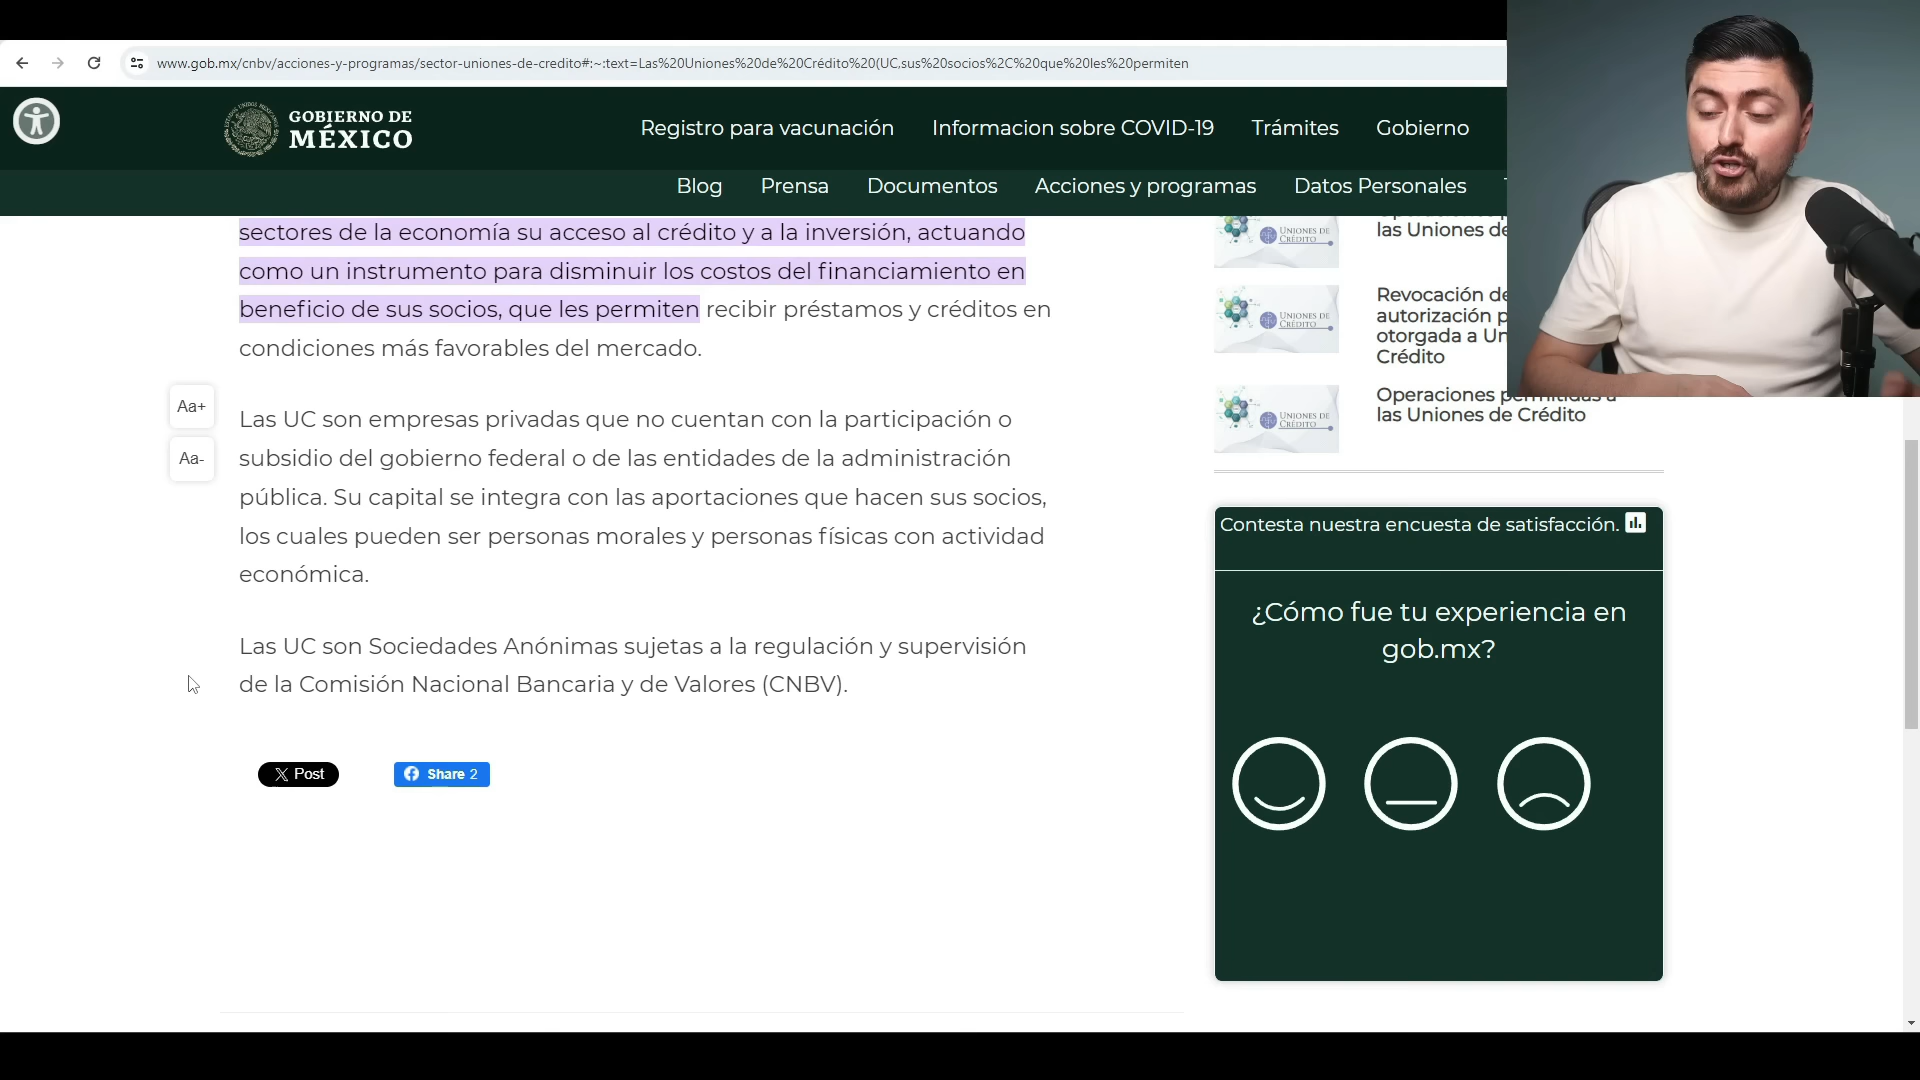 www.gob.mx/cnbv/acciones-y-programas/sector-uniones-de-credito#:~:text=Las%20Uniones%20de%20Crédito%20(UC,sus%20socios%2C%20que%20les%20permiten
GOBIERNO DE
MÉXICO
Registro para vacunación
Informacion sobre COVID-19
Trámites
Gobierno
Blog
Prensa
Documentos
Acciones y programas
Datos Personales
sectores de la economía su acceso al crédito y a la inversión, actuando
como un instrumento para disminuir los costos del financiamiento en
beneficio de sus socios, que les permiten recibir préstamos y créditos en
condiciones más favorables del mercado.
Aa+
Aa-
Las UC son empresas privadas que no cuentan con la participación o
subsidio del gobierno federal o de las entidades de la administración
pública. Su capital se integra con las aportaciones que hacen sus socios,
los cuales pueden ser personas morales y personas físicas con actividad
económica.
Las UC son Sociedades Anónimas sujetas a la regulación y supervisión
de la Comisión Nacional Bancaria y de Valores (CNBV).
Post
Share 2
UNIONES DE
CRÉDITO
las Uniones de
UNIONES DE
CRÉDITO
Revocación de
autorización
otorgada a
Crédito
UNIONES DE
CRÉDITO
Operaciones permitidas a
las Uniones de Crédito
Contesta nuestra encuesta de satisfacción.
¿Cómo fue tu experiencia en
gob.mx?